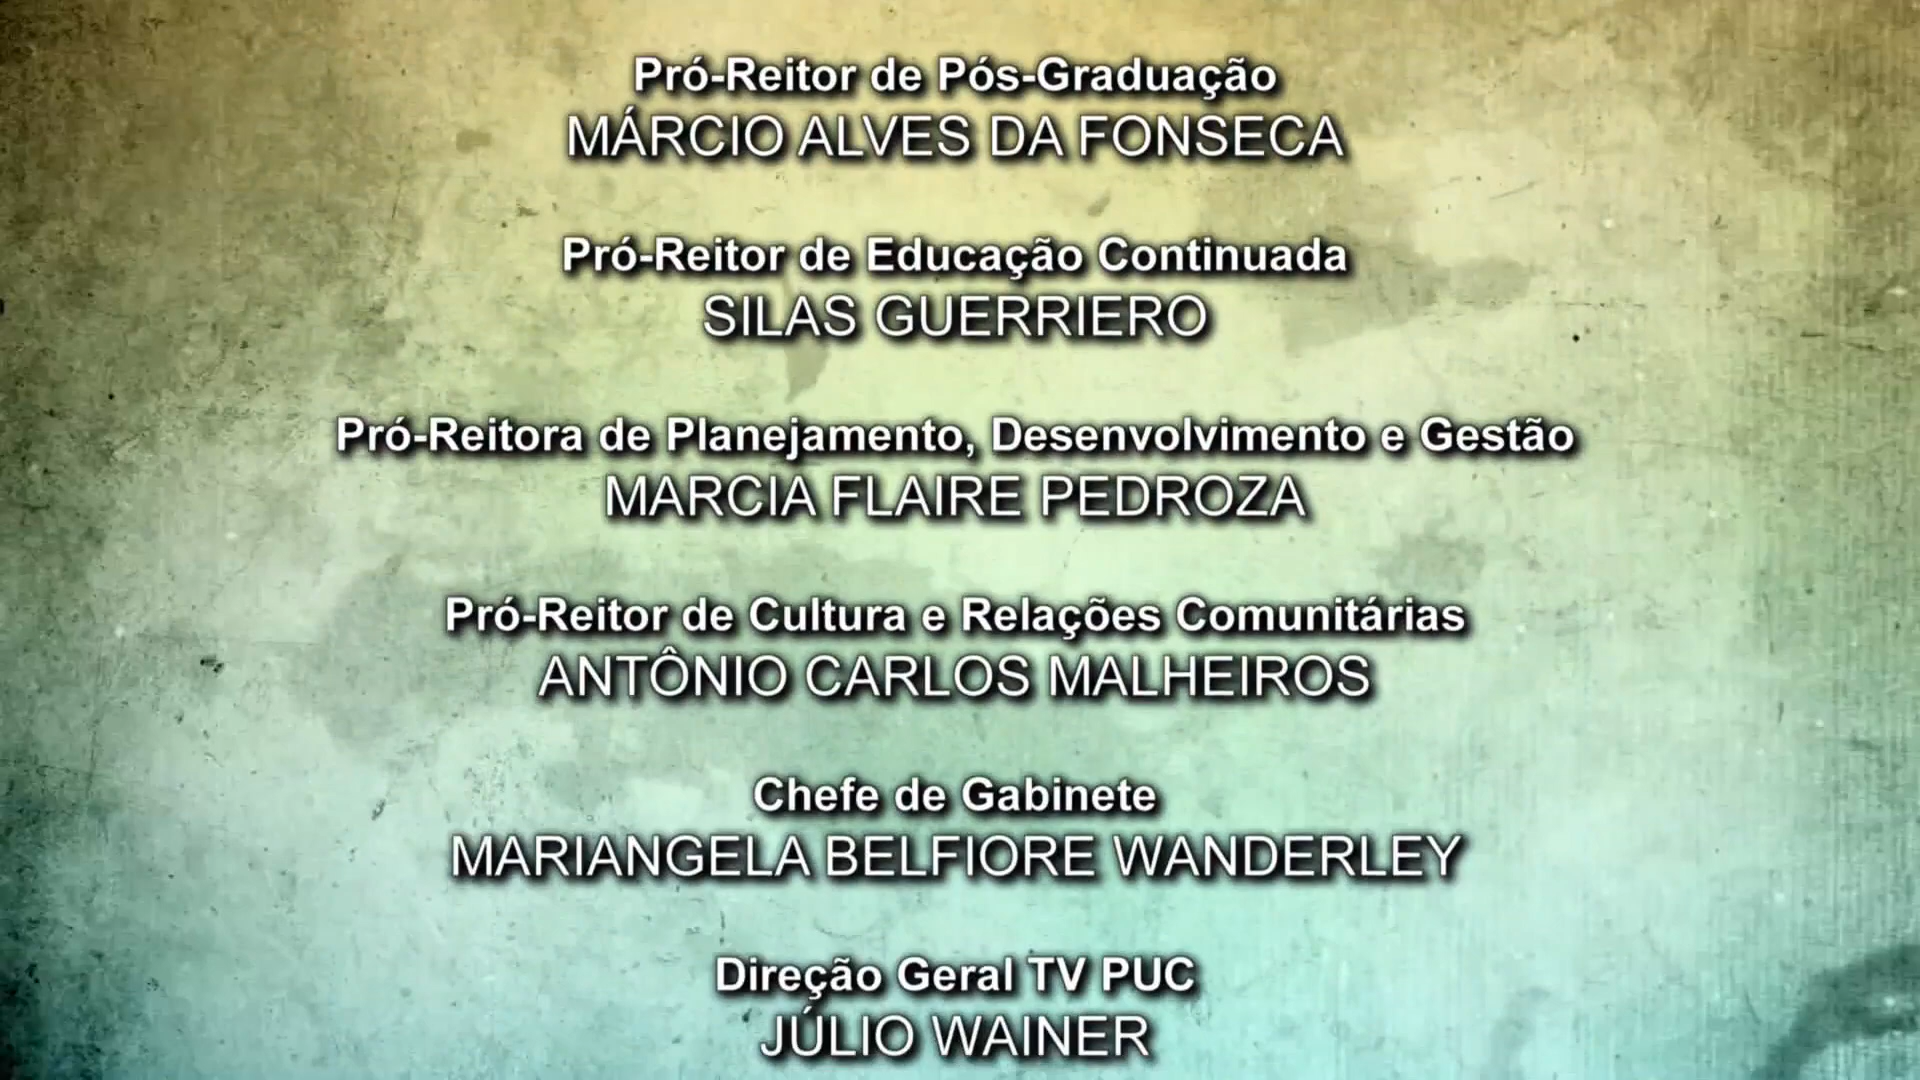 Pró-Reitor de Pós-Graduação
MÁRCIO ALVES DA FONSECA
Pró-Reitor de Educação Continuada
SILAS GUERRIERO
Pró-Reitora de Planejamento, Desenvolvimento e Gestão
MARCIA FLAIRE PEDROZA
Pró-Reitor de Cultura e Relações Comunitárias
ANTÔNIO CARLOS MALHEIROS
Chefe de Gabinete
MARIANGELA BELFIORE WANDERLEY
Direção Geral TV PUC
JÚLIO WAINER